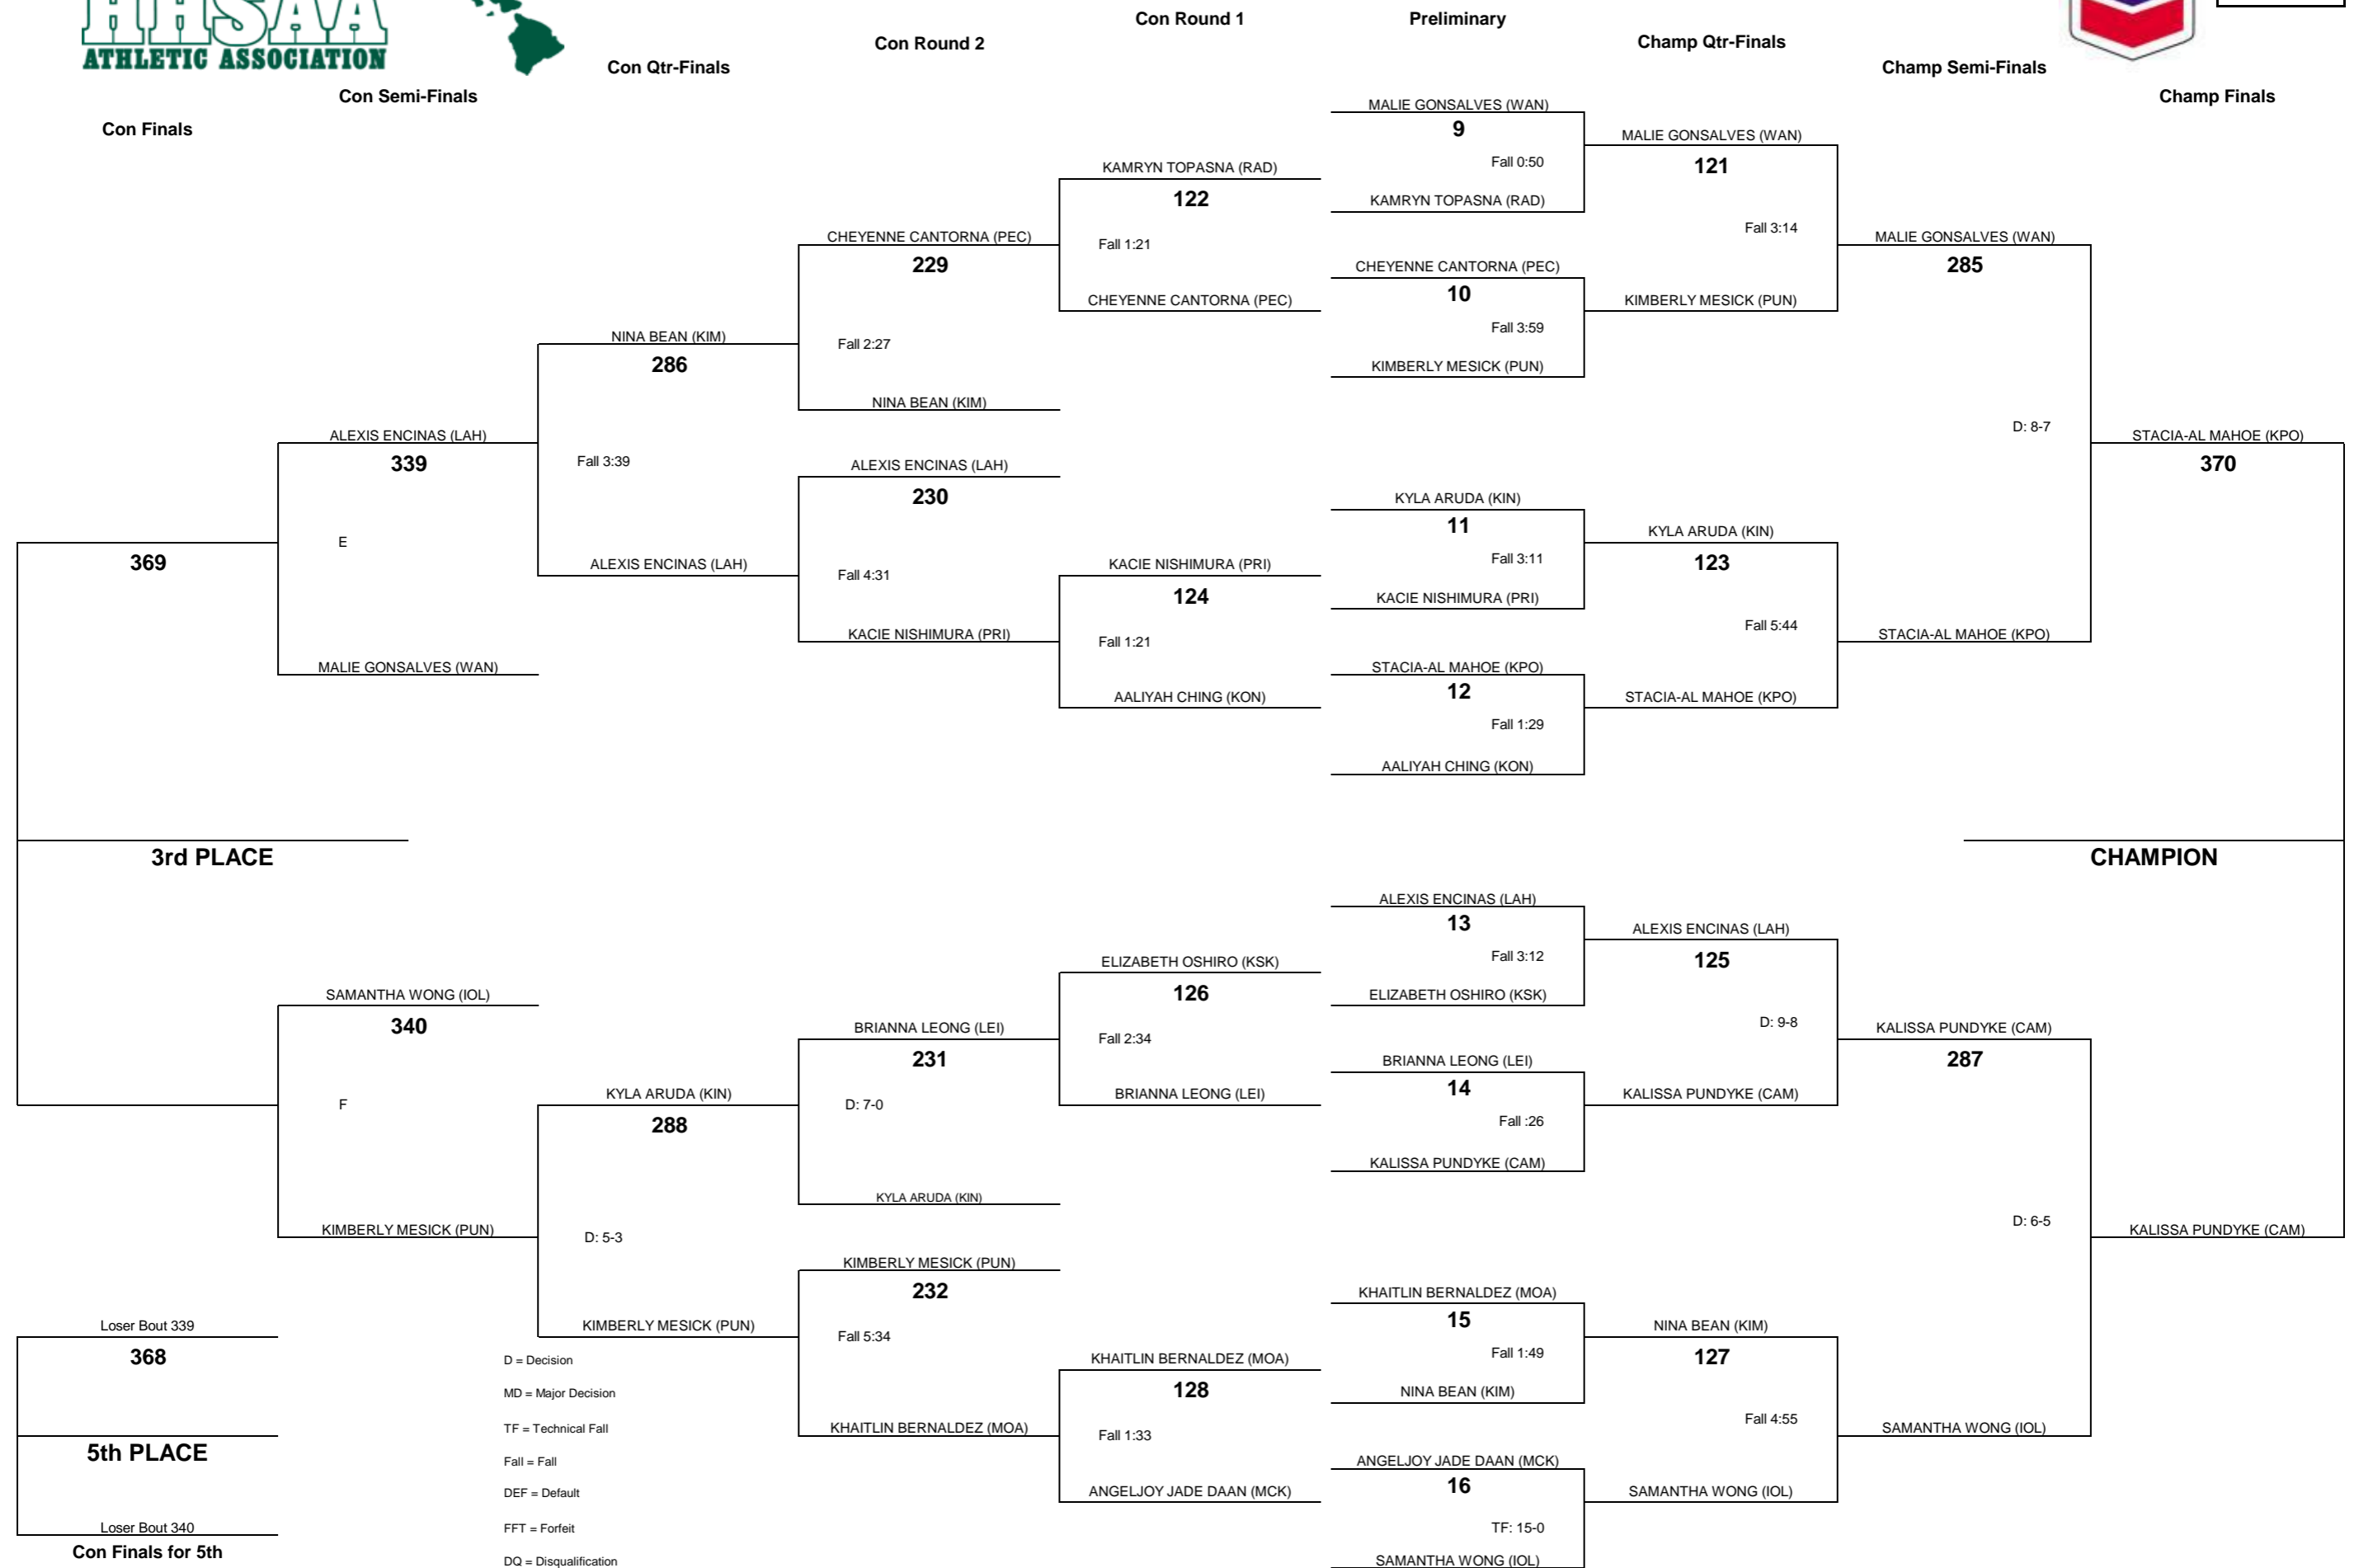 HHSAA
ATHLETIC ASSOCIATION
Con Finals
Con Semi-Finals
Con Qtr-Finals
Con Round 2
Con Round 1
Preliminary
Champ Qtr-Finals
Champ Semi-Finals
Champ Finals
MALIE GONSALVES (WAN)
9
Fall 0:50
KAMRYN TOPASNA (RAD)
CHEYENNE CANTORNA (PEC)
10
Fall 3:59
KIMBERLY MESICK (PUN)
KYLA ARUDA (KIN)
11
Fall 3:11
KACIE NISHIMURA (PRI)
STACIA-AL MAHOE (KPO)
12
Fall 1:29
AALIYAH CHING (KON)
ALEXIS ENCINAS (LAH)
13
Fall 3:12
ELIZABETH OSHIRO (KSK)
BRIANNA LEONG (LEI)
14
Fall :26
KALISSA PUNDYKE (CAM)
KHAITLIN BERNALDEZ (MOA)
15
Fall 1:49
NINA BEAN (KIM)
ANGELJOY JADE DAAN (MCK)
16
TF: 15-0
SAMANTHA WONG (IOL)
MALIE GONSALVES (WAN)
121
Fall 3:14
KIMBERLY MESICK (PUN)
KYLA ARUDA (KIN)
123
Fall 5:44
STACIA-AL MAHOE (KPO)
ALEXIS ENCINAS (LAH)
125
D: 9-8
KALISSA PUNDYKE (CAM)
NINA BEAN (KIM)
127
Fall 4:55
SAMANTHA WONG (IOL)
MALIE GONSALVES (WAN)
285
D: 8-7
STACIA-AL MAHOE (KPO)
KALISSA PUNDYKE (CAM)
287
D: 6-5
SAMANTHA WONG (IOL)
STACIA-AL MAHOE (KPO)
370
CHAMPION
KALISSA PUNDYKE (CAM)
KAMRYN TOPASNA (RAD)
122
Fall 1:21
CHEYENNE CANTORNA (PEC)
KACIE NISHIMURA (PRI)
124
Fall 1:21
AALIYAH CHING (KON)
ELIZABETH OSHIRO (KSK)
126
Fall 2:34
BRIANNA LEONG (LEI)
KHAITLIN BERNALDEZ (MOA)
128
Fall 1:33
ANGELJOY JADE DAAN (MCK)
CHEYENNE CANTORNA (PEC)
229
Fall 2:27
NINA BEAN (KIM)
ALEXIS ENCINAS (LAH)
230
Fall 4:31
KACIE NISHIMURA (PRI)
BRIANNA LEONG (LEI)
231
D: 7-0
KYLA ARUDA (KIN)
KIMBERLY MESICK (PUN)
232
Fall 5:34
KHAITLIN BERNALDEZ (MOA)
NINA BEAN (KIM)
286
Fall 3:39
ALEXIS ENCINAS (LAH)
KYLA ARUDA (KIN)
288
D: 5-3
KIMBERLY MESICK (PUN)
ALEXIS ENCINAS (LAH)
339
E
MALIE GONSALVES (WAN)
SAMANTHA WONG (IOL)
340
F
KIMBERLY MESICK (PUN)
369
3rd PLACE
Loser Bout 339
368
5th PLACE
Loser Bout 340
Con Finals for 5th
D = Decision
MD = Major Decision
TF = Technical Fall
Fall = Fall
DEF = Default
FFT = Forfeit
DQ = Disqualification